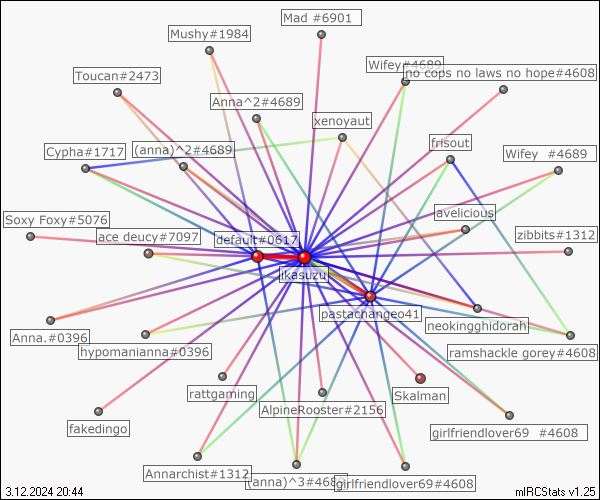 Mad #6901
Mushy#1984
Wifey#4689
no cops no laws no hope#4608
Toucan#2473
Anna^2#4689
xenoyaut
frisout
Cypha#1717
(anna)^2#4689
Wifey  #4689
Soxy Foxy#5076
avelicious
ace deucy#7097
default#0617
zibbits#1312
jikasuzu
pastachangeo41
neokingghidorah
Anna.#0396
hypomanianna#0396
ramshackle gorey#4608
rattgaming
Skalman
AlpineRooster#2156
fakedingo
girlfriendlover69  #4608
Annarchist#1312
(anna)^3#4689
girlfriendlover69#4608
3.12.2024 20:44
mIRCStats v1.25